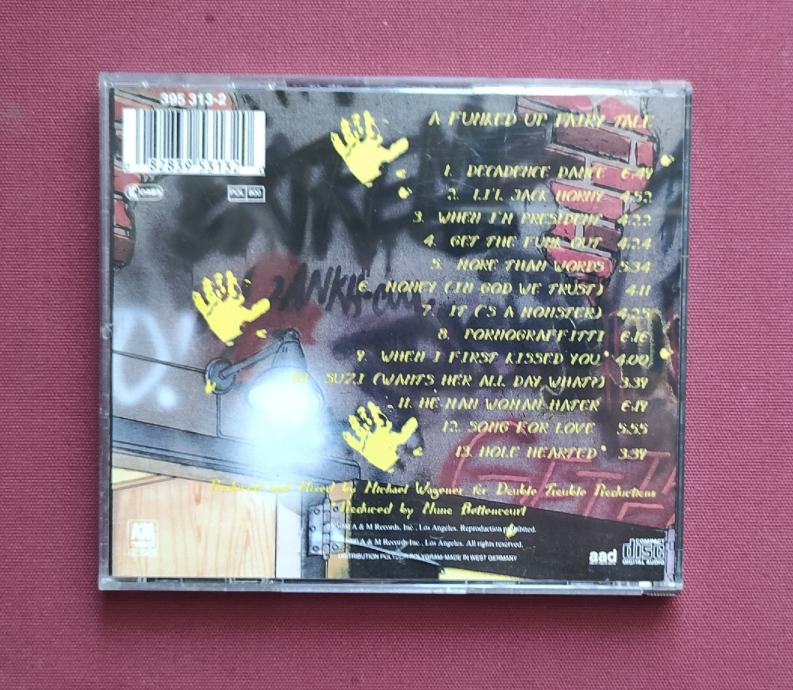 395 313-2
A FUNKED UP FAIRY TALE
1. DECADENCE DANCE 6:49
2. LI'L JACK HORNY 4:52
3. WHEN I'M PRESIDENT 4:22
4. GET THE FUNK OUT 4:24
5. MORE THAN WORDS 5:34
6. MONEY (IN GOD WE TRUST) 4:11
7. IT ('S A MONSTER) 4:25
8. PORNOGRAFFITTI 6:16
9. WHEN I FIRST KISSED YOU* 4:00
10. SUZI (WANTS HER ALL DAY WHAT?) 3:39
11. HE-MAN WOMAN HATER 6:19
12. SONG FOR LOVE 5:55
13. HOLE HEARTED* 3:39
Produced and Mixed by Michael Wagener for Double Trouble Productions
Produced by Nuno Bettencourt
A & M Records, Inc., Los Angeles. Reproduction prohibited.
A & M Records, Inc., Los Angeles. All rights reserved.
DISTRIBUTION MADE IN WEST GERMANY
aad
COMPACT
disc
DIGITAL AUDIO